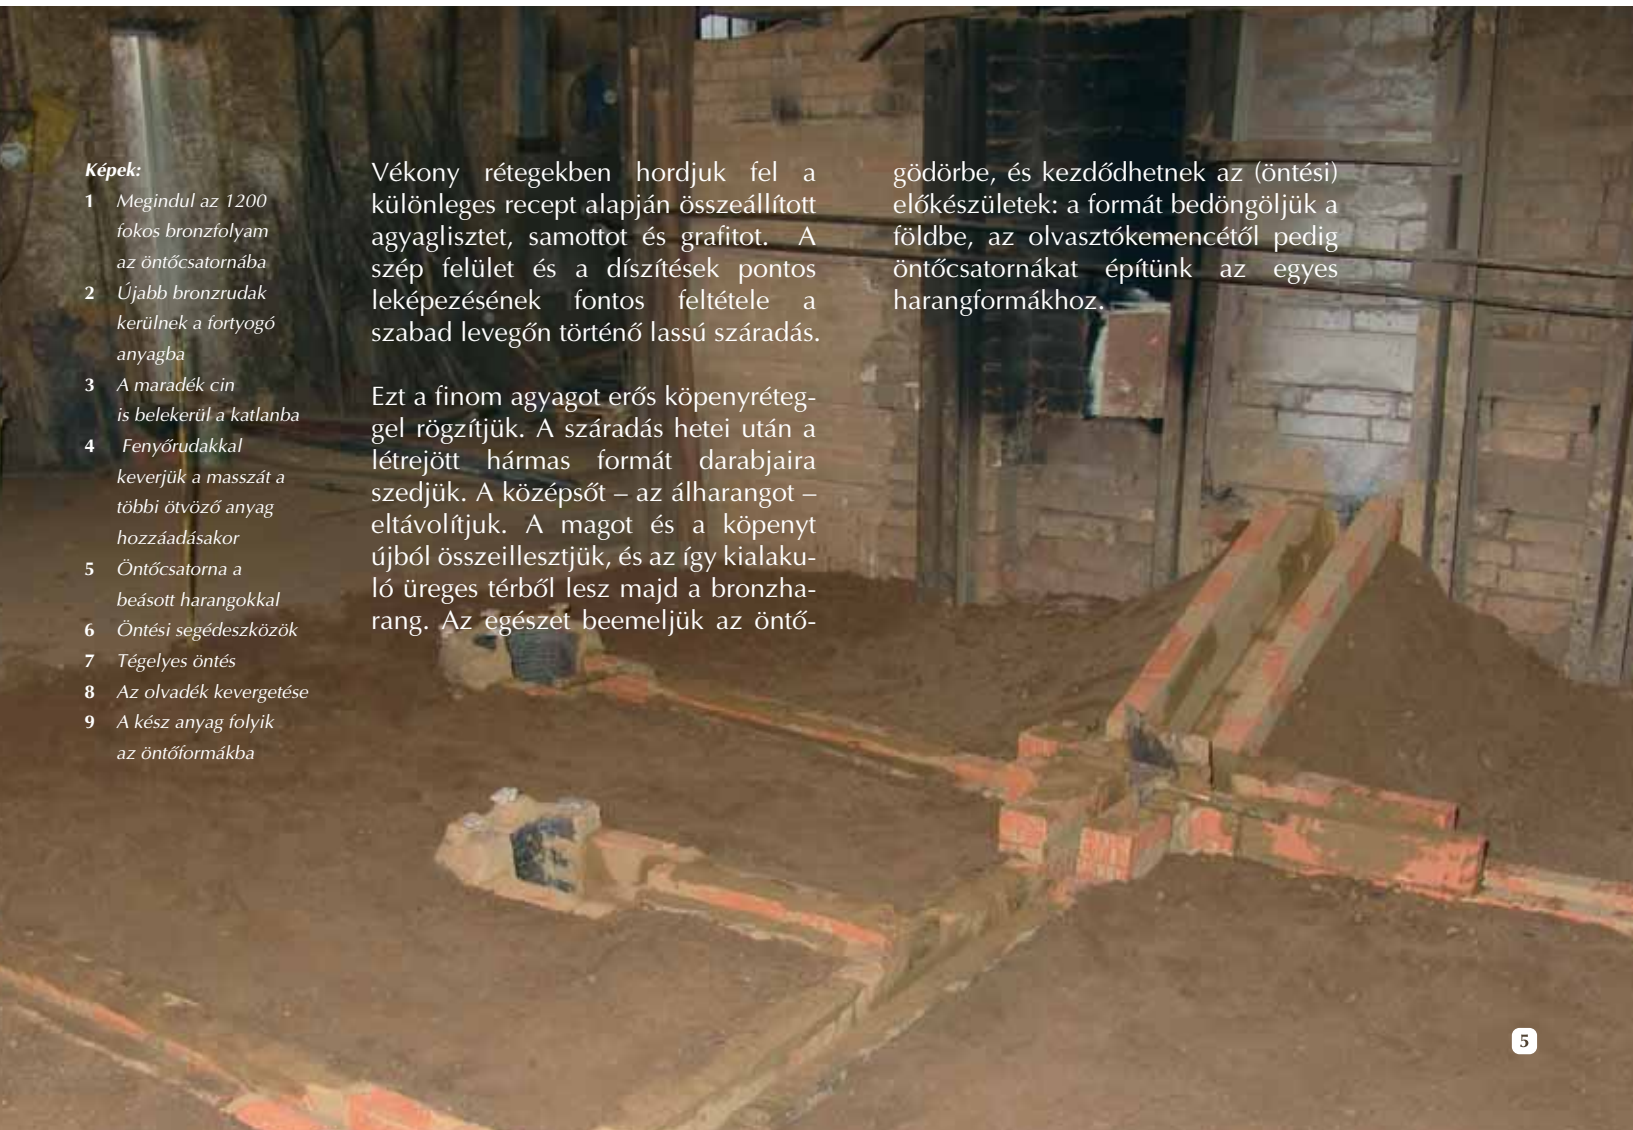 Képek:
1 Megindul az 1200
fokos bronzfolyam
az öntőcsatornába
2 Újabb bronzrudak
kerülnek a fortyogó
anyagba
3 A maradék cin
is belekerül a katlanba
4 Fenyőrudakkal
keverjük a masszát a
többi ötvöző anyag
hozzáadásakor
5 Öntőcsatorna a
beásott harangokkal
6 Öntési segédeszközök
7 Tégelyes öntés
8 Az olvadék kevergetése
9 A kész anyag folyik
az öntőformákba
Vékony rétegekben hordjuk fel a
különleges recept alapján összeállított
agyaglisztet, samottot és grafitot. A
szép felület és a díszítések pontos
leképezésének fontos feltétele a
szabad levegőn történő lassú száradás.
Ezt a finom agyagot erős köpenyréteg-
gel rögzítjük. A száradás hetei után a
létrejött hármas formát darabjaira
szedjük. A középsőt – az álharangot –
eltávolítjuk. A magot és a köpenyt
újból összeillesztjük, és az így kialaku-
ló üreges térből lesz majd a bronzha-
rang. Az egészet beemeljük az öntő-
gödörbe, és kezdődhetnek az (öntési)
előkészületek: a formát bedöngöljük a
földbe, az olvasztókemencétől pedig
öntőcsatornákat építünk az egyes
harangformákhoz.
5